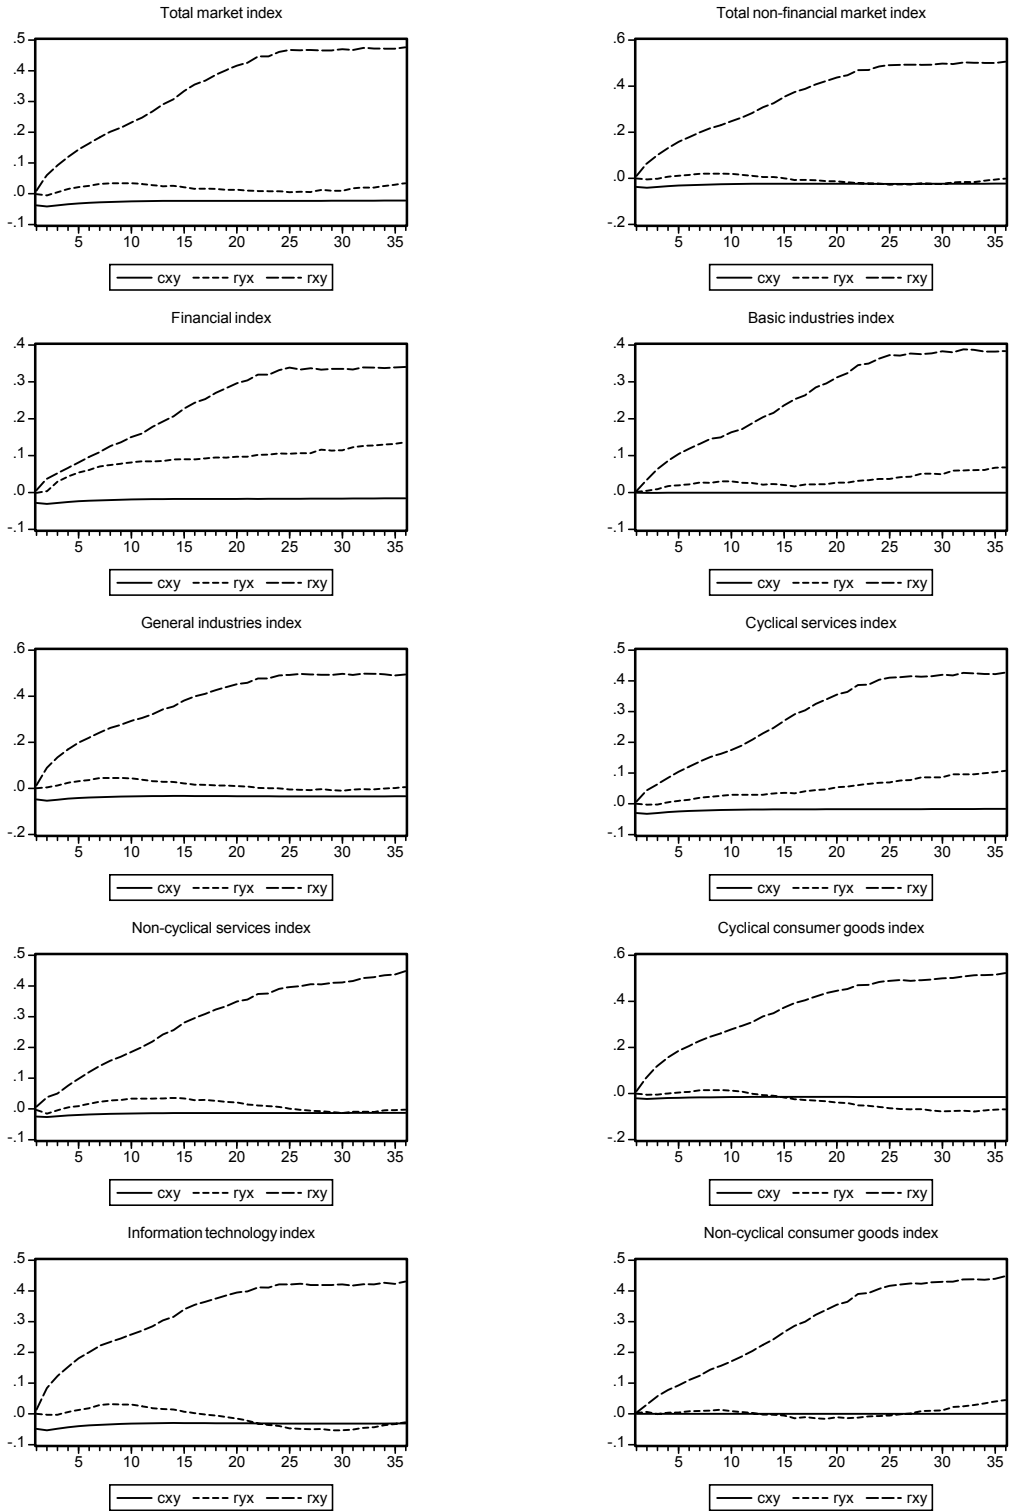 Total market index
.5
.4
.3
.2
.1
.0
-.1
5 10 15 20 25 30 35
cxy ryx rxy
Total non-financial market index
.6
.4
.2
.0
-.2
5 10 15 20 25 30 35
cxy ryx rxy
Financial index
.4
.3
.2
.1
.0
-.1
5 10 15 20 25 30 35
cxy ryx rxy
Basic industries index
.4
.3
.2
.1
.0
-.1
5 10 15 20 25 30 35
cxy ryx rxy
General industries index
.6
.4
.2
.0
-.2
5 10 15 20 25 30 35
cxy ryx rxy
Cyclical services index
.5
.4
.3
.2
.1
.0
-.1
5 10 15 20 25 30 35
cxy ryx rxy
Non-cyclical services index
.5
.4
.3
.2
.1
.0
-.1
5 10 15 20 25 30 35
cxy ryx rxy
Cyclical consumer goods index
.6
.4
.2
.0
-.2
5 10 15 20 25 30 35
cxy ryx rxy
Information technology index
.5
.4
.3
.2
.1
.0
-.1
5 10 15 20 25 30 35
cxy ryx rxy
Non-cyclical consumer goods index
.5
.4
.3
.2
.1
.0
-.1
5 10 15 20 25 30 35
cxy ryx rxy